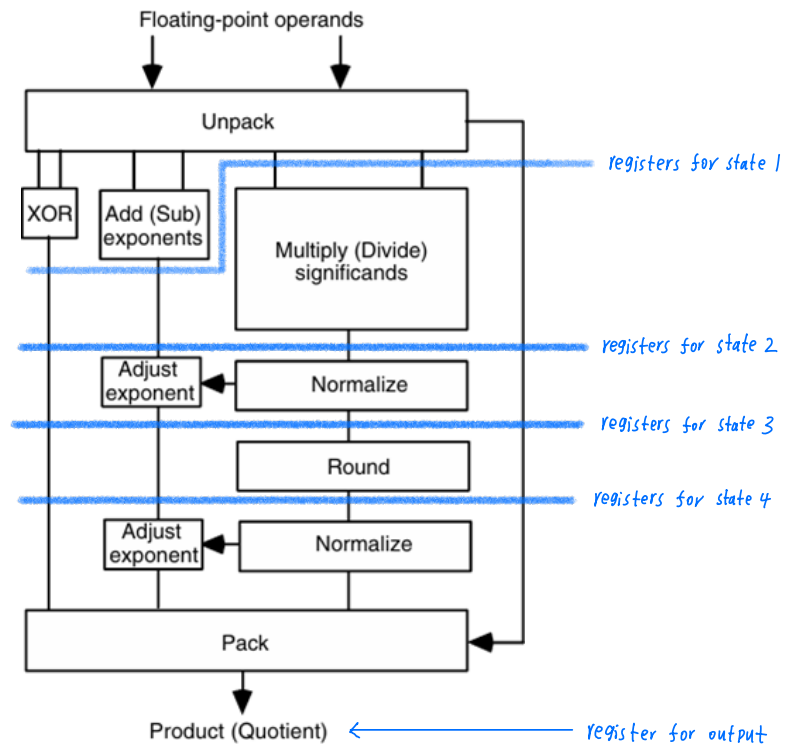 Floating-point operands
Unpack
registers for state 1
XOR
Add (Sub)
exponents
Multiply (Divide)
significands
registers for state 2
Adjust
exponent
Normalize
registers for state 3
Round
registers for state 4
Adjust
exponent
Normalize
Pack
Product (Quotient)
register for output